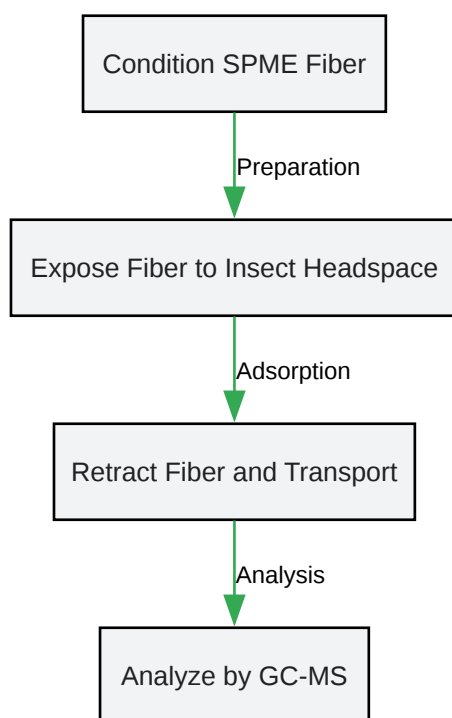 Condition SPME Fiber
Preparation
Expose Fiber to Insect Headspace
Adsorption
Retract Fiber and Transport
Analysis
Analyze by GC-MS